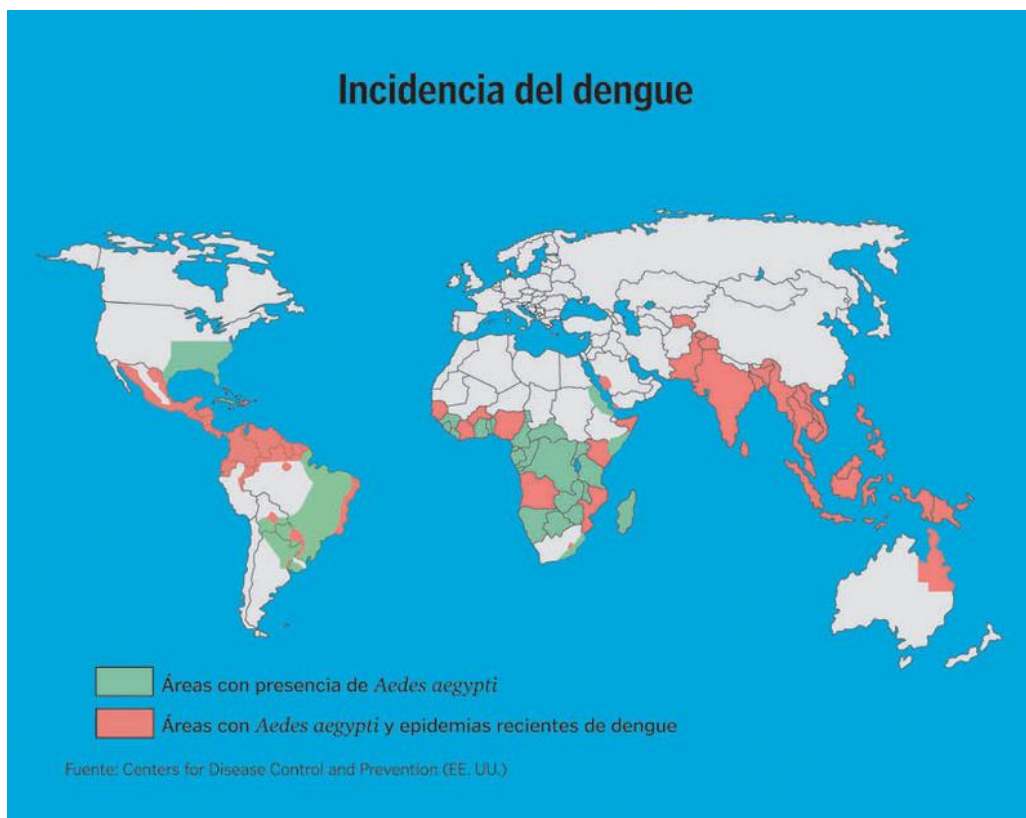 Incidencia del dengue
Áreas con presencia de Aedes aegypti
Áreas con Aedes aegypti y epidemias recientes de dengue
Fuente: Centers for Disease Control and Prevention (EE. UU.)